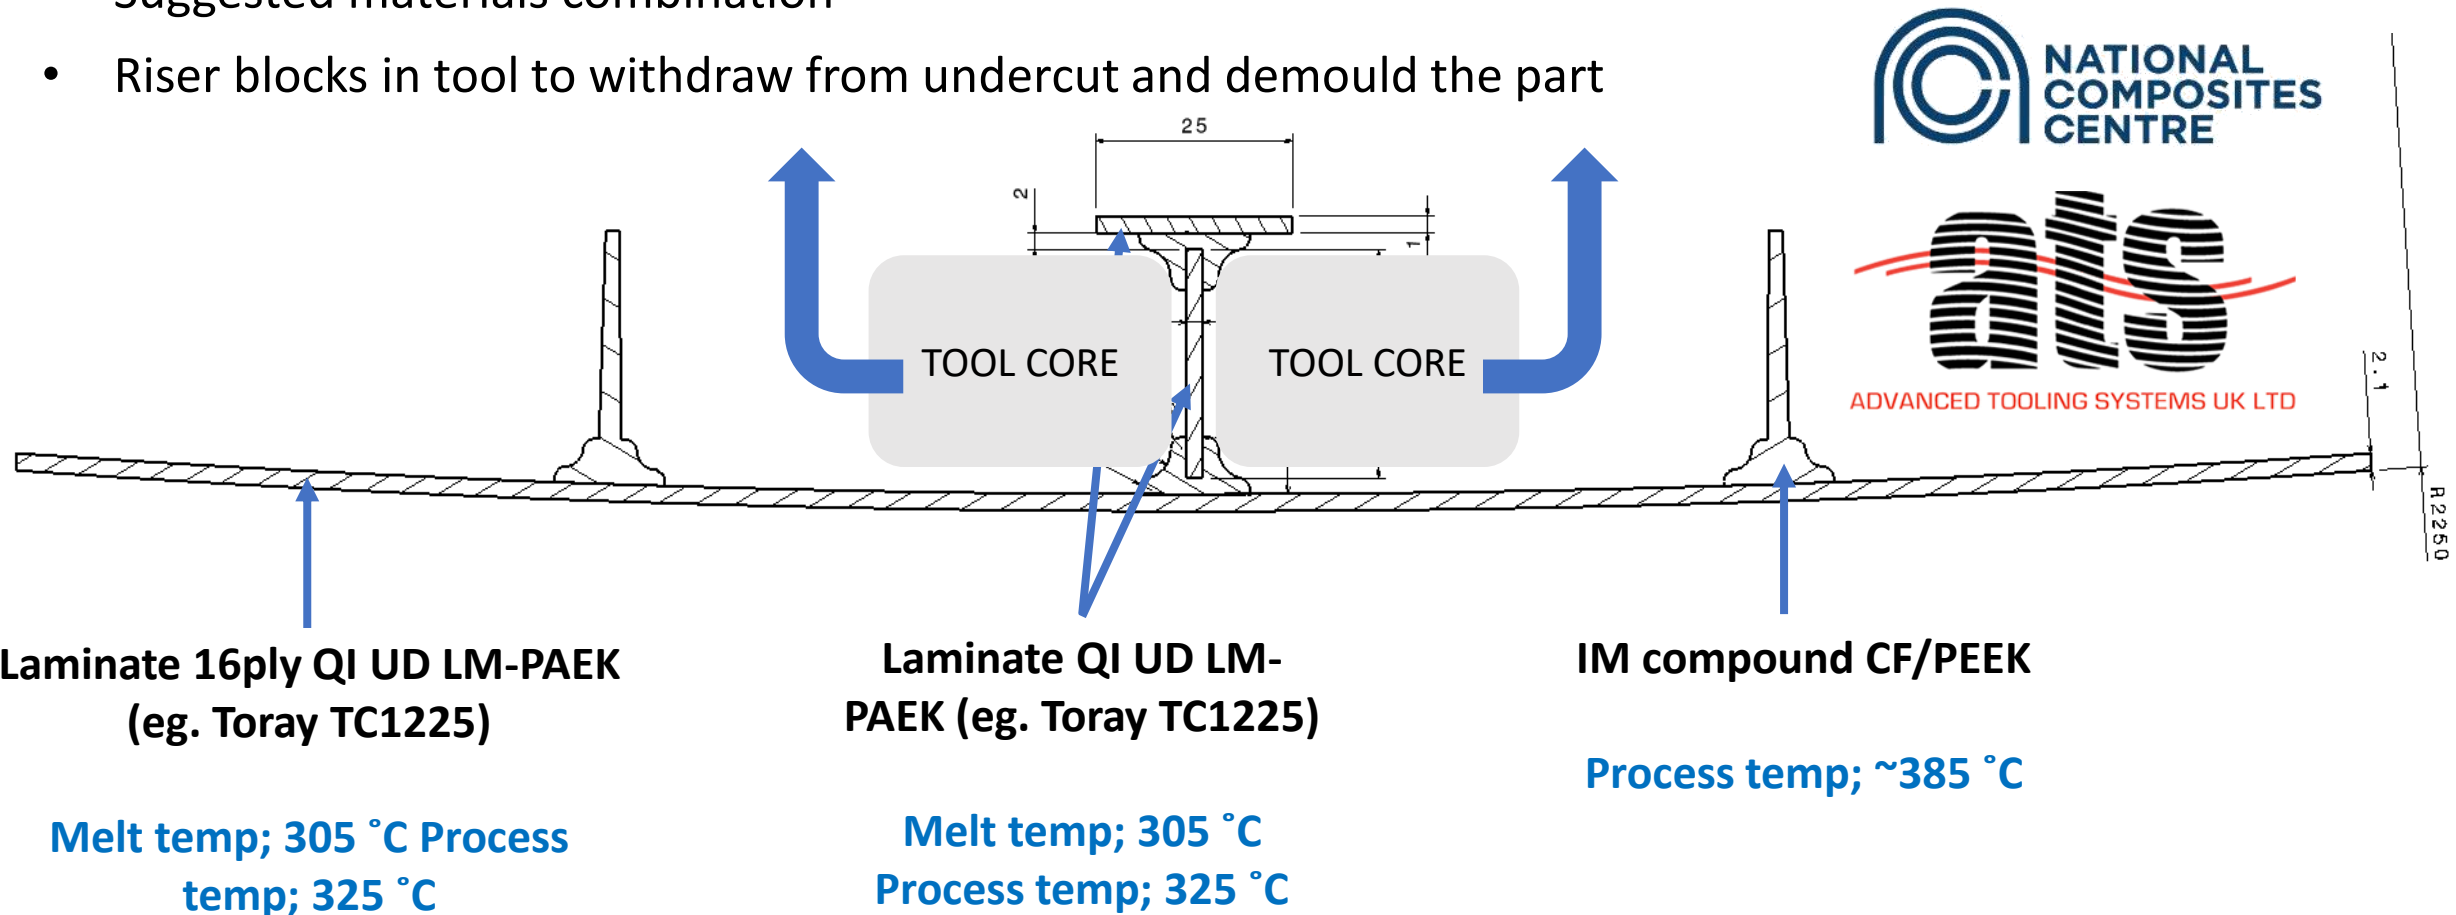 Suggested materials combination
• Riser blocks in tool to withdraw from undercut and demould the part
NATIONAL
COMPOSITES
CENTRE
25
2
1
ats
ADVANCED TOOLING SYSTEMS UK LTD
TOOL CORE
TOOL CORE
2.1
R2250
Laminate 16ply QI UD LM-PAEK
(eg. Toray TC1225)
Melt temp; 305 ˚C Process
temp; 325 ˚C
Laminate QI UD LM-
PAEK (eg. Toray TC1225)
Melt temp; 305 ˚C
Process temp; 325 ˚C
IM compound CF/PEEK
Process temp; ~385 ˚C